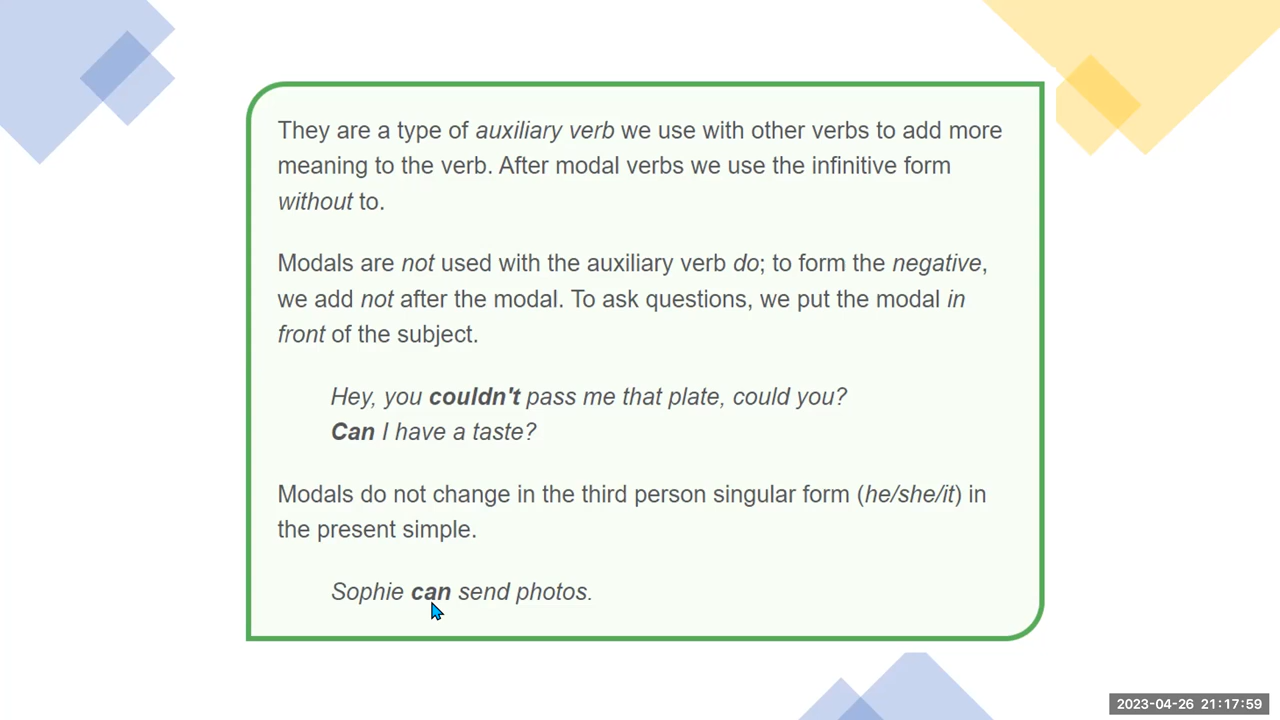 They are a type of auxiliary verb we use with other verbs to add more
meaning to the verb. After modal verbs we use the infinitive form
without to.
Modals are not used with the auxiliary verb do; to form the negative,
we add not after the modal. To ask questions, we put the modal in
front of the subject.
Hey, you couldn't pass me that plate, could you?
Can I have a taste?
Modals do not change in the third person singular form (he/she/it) in
the present simple.
Sophie can send photos.
2023-04-26 21:17:59